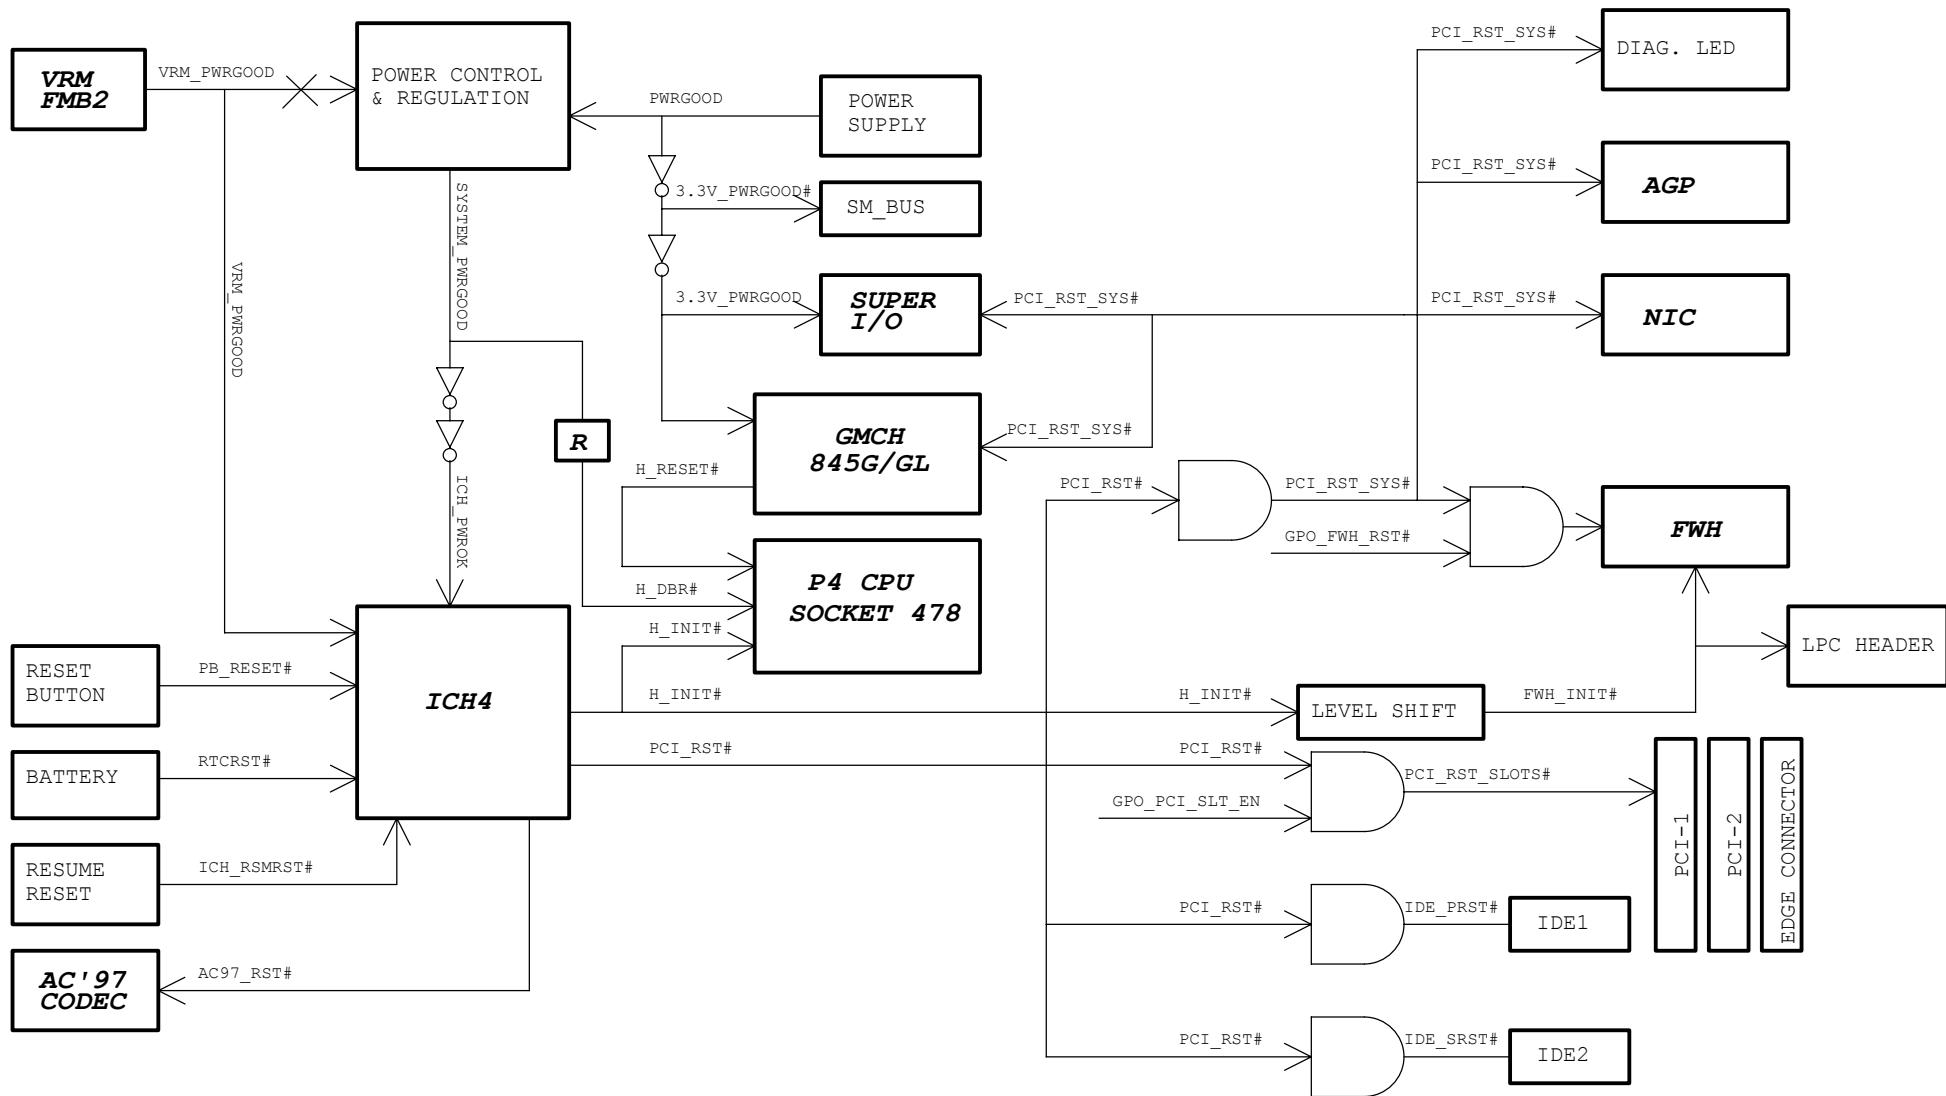 PCI_RST_SYS#
DIAG. LED
VRM
FMB2
VRM_PWRGOOD
POWER CONTROL
& REGULATION
PWRGOOD
POWER
SUPPLY
PCI_RST_SYS#
AGP
3.3V_PWRGOOD#
SM_BUS
SYSTEM_PWRGOOD
VRM_PWRGOOD
3.3V_PWRGOOD
SUPER
I/O
PCI_RST_SYS#
PCI_RST_SYS#
NIC
R
GMCH
845G/GL
PCI_RST_SYS#
H_RESET#
ICH_PWROK
PCI_RST#
PCI_RST_SYS#
GPO_FWH_RST#
FWH
P4 CPU
SOCKET 478
H_DBR#
H_INIT#
LPC HEADER
RESET
BUTTON
PB_RESET#
ICH4
H_INIT#
H_INIT#
LEVEL SHIFT
FWH_INIT#
BATTERY
RTCRST#
PCI_RST#
PCI_RST#
GPO_PCI_SLT_EN
PCI_RST_SLOTS#
PCI-1
PCI-2
EDGE CONNECTOR
RESUME
RESET
ICH_RSMRST#
PCI_RST#
IDE_PRST#
IDE1
AC'97
CODEC
AC97_RST#
PCI_RST#
IDE_SRST#
IDE2